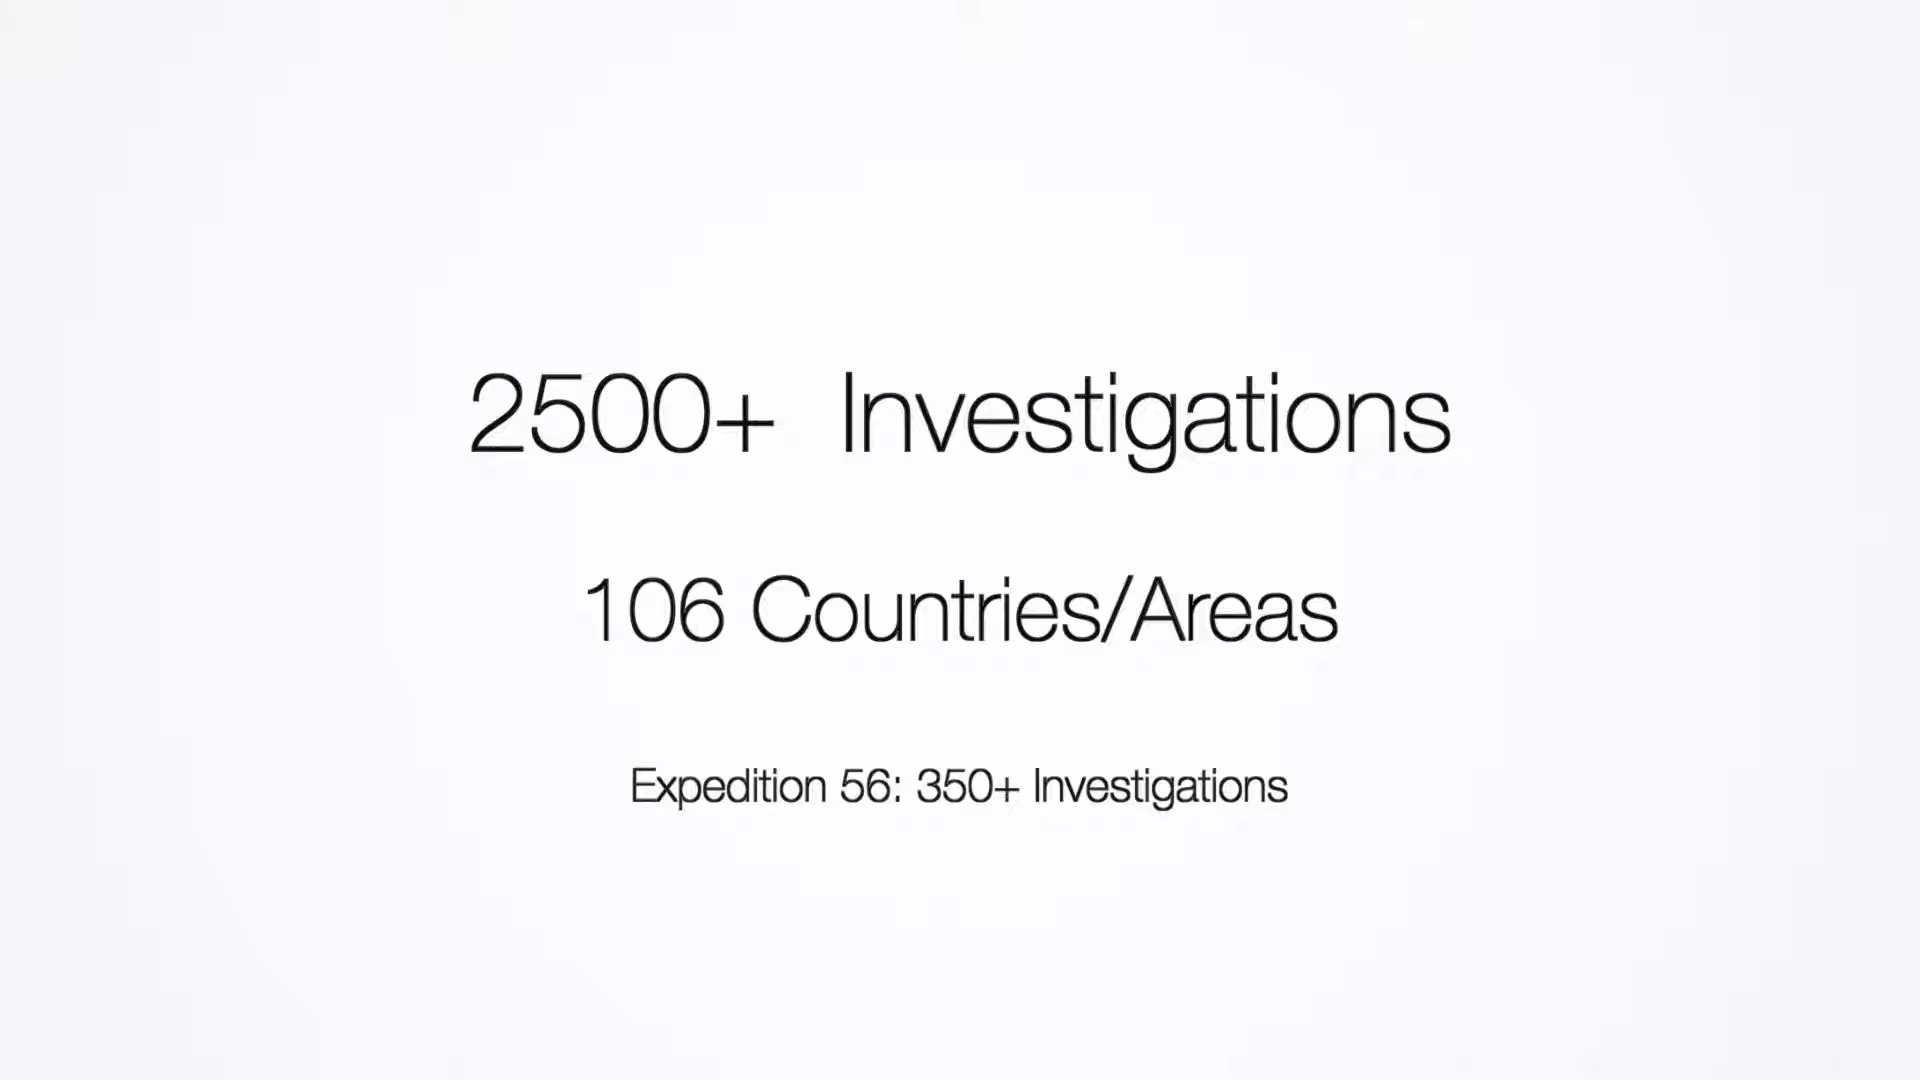 2500+ Investigations
106 Countries/Areas
Expedition 56: 350+ Investigations